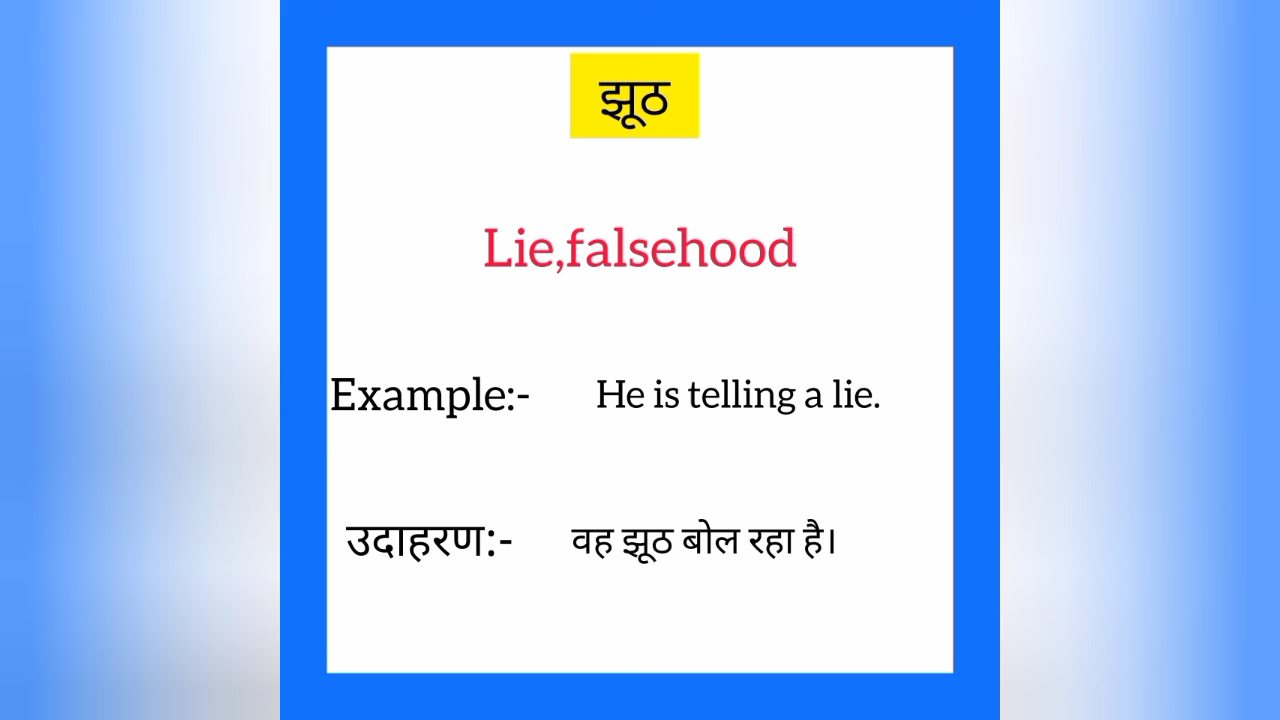 झूठ
Lie,falsehood
Example:- He is telling a lie.
उदाहरण:- वह झूठ बोल रहा है।